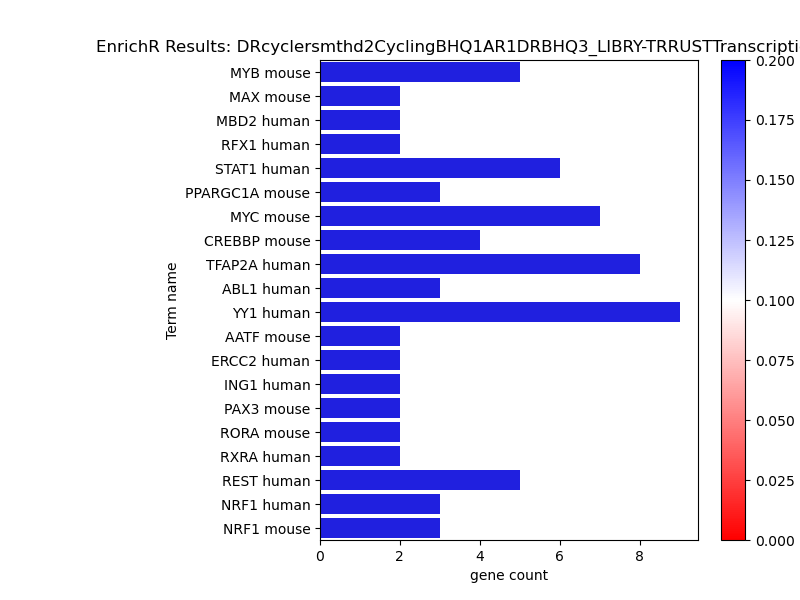 EnrichR Results: DRcyclersmthd2CyclingBHQ1AR1DRBHQ3_LIBRY-TRRUSTTranscripti
MYB mouse
MAX mouse
MBD2 human
RFX1 human
STAT1 human
PPARGC1A mouse
MYC mouse
CREBBP mouse
TFAP2A human
ABL1 human
YY1 human
AATF mouse
ERCC2 human
ING1 human
PAX3 mouse
RORA mouse
RXRA human
REST human
NRF1 human
NRF1 mouse
Term name
0 2 4 6 8
gene count
0.200
0.175
0.150
0.125
0.100
0.075
0.050
0.025
0.000